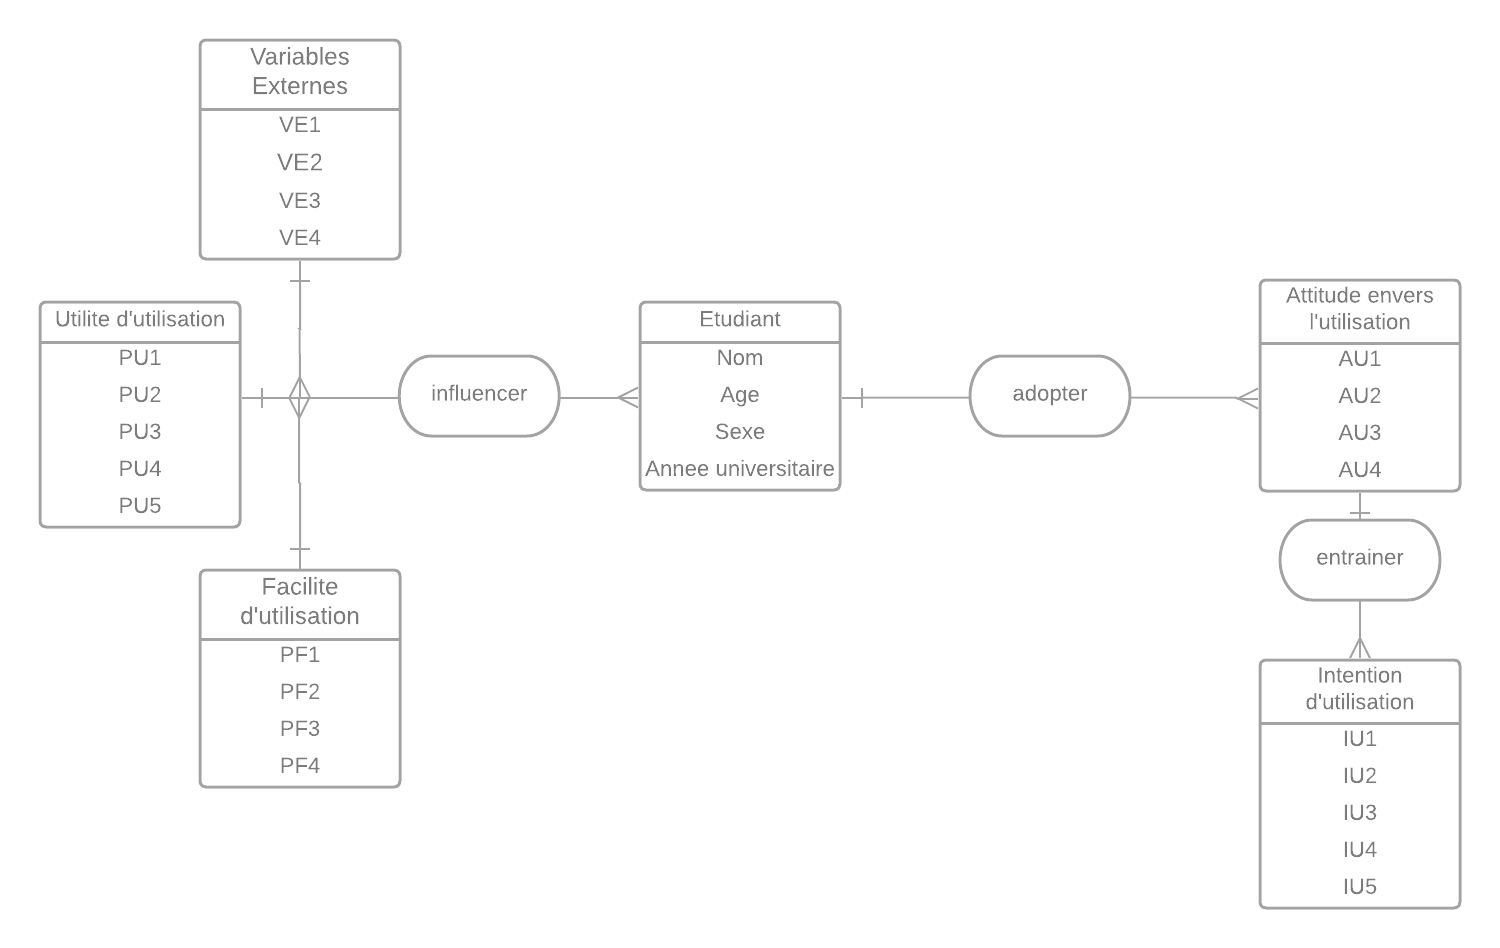 Variables
Externes
VE1
VE2
VE3
VE4
Utilite d'utilisation
PU1
PU2
PU3
PU4
PU5
Facilite
d'utilisation
PF1
PF2
PF3
PF4
influencer
Etudiant
Nom
Age
Sexe
Annee universitaire
adopter
Attitude envers
l'utilisation
AU1
AU2
AU3
AU4
entrainer
Intention
d'utilisation
IU1
IU2
IU3
IU4
IU5